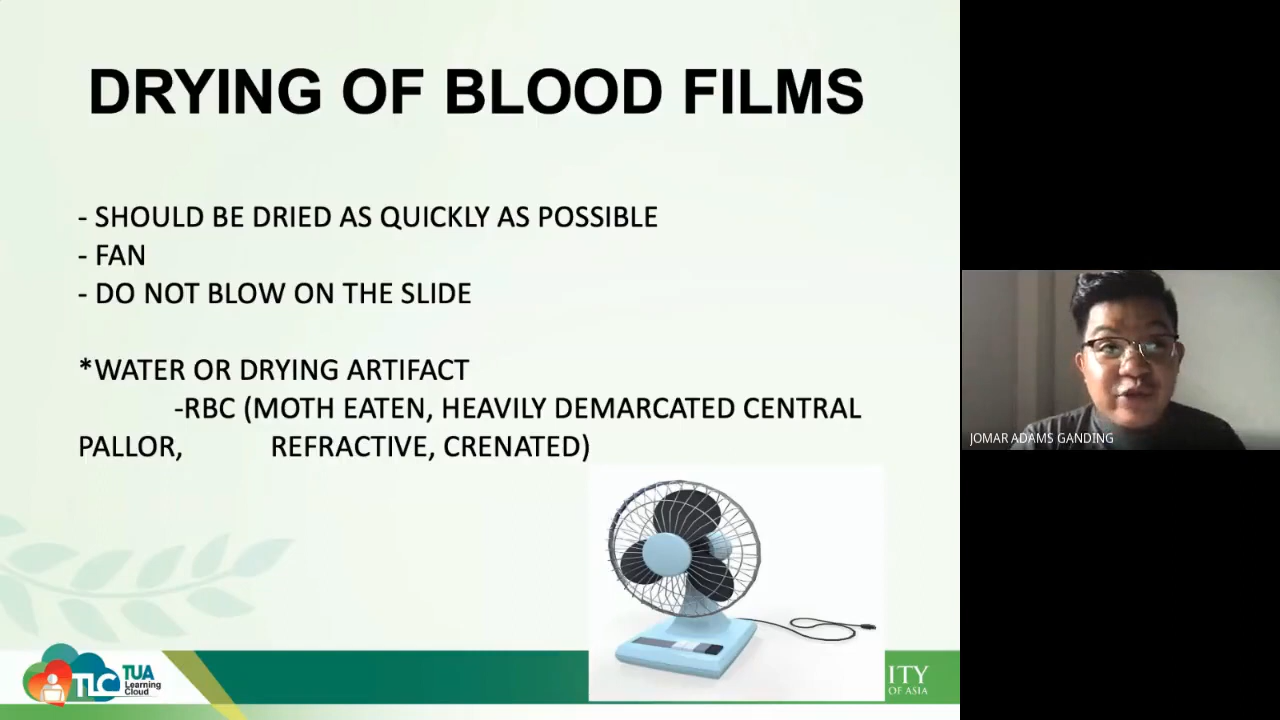 DRYING OF BLOOD FILMS
- SHOULD BE DRIED AS QUICKLY AS POSSIBLE
- FAN
- DO NOT BLOW ON THE SLIDE
*WATER OR DRYING ARTIFACT
-RBC (MOTH EATEN, HEAVILY DEMARCATED CENTRAL
PALLOR, REFRACTIVE, CRENATED)
JOMAR ADAMS GANDING
TLC
TUA
Learning
Cloud
ITY
OF ASIA